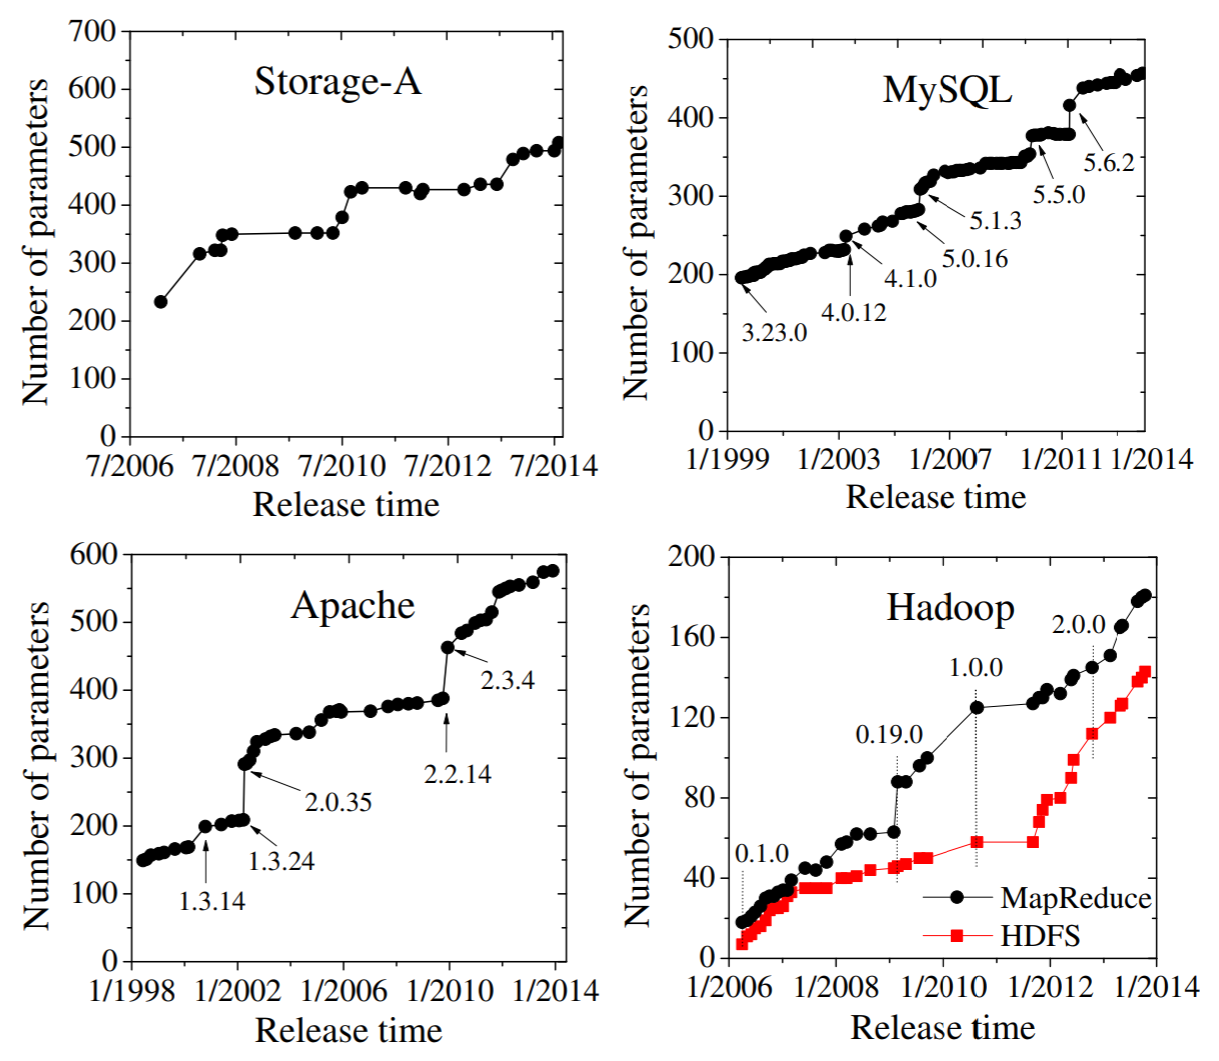 Storage-A
Number of parameters
700
600
500
400
300
200
100
0
7/2006 7/2008 7/2010 7/2012 7/2014
Release time
MySQL
Number of parameters
500
400
300
200
100
0
3.23.0
4.0.12
4.1.0
5.0.16
5.1.3
5.5.0
5.6.2
1/1999 1/2003 1/2007 1/2011 1/2014
Release time
Apache
Number of parameters
600
500
400
300
200
100
0
1.3.14
1.3.24
2.0.35
2.2.14
2.3.4
1/1998 1/2002 1/2006 1/2010 1/2014
Release time
Hadoop
Number of parameters
200
160
120
80
40
0
0.1.0
0.19.0
1.0.0
2.0.0
MapReduce
HDFS
1/2006 1/2008 1/2010 1/2012 1/2014
Release time